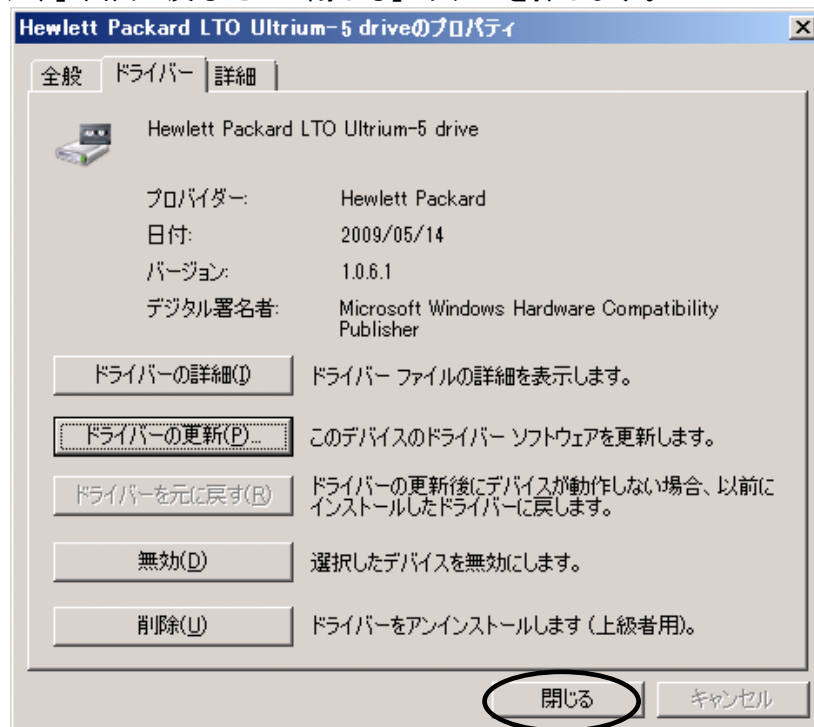 Hewlett Packard LTO Ultrium-5 driveのプロパティ
全般 ドライバー 詳細
Hewlett Packard LTO Ultrium-5 drive
プロバイダー: Hewlett Packard
日付: 2009/05/14
バージョン: 1.0.6.1
デジタル署名者: Microsoft Windows Hardware Compatibility
Publisher
ドライバーの詳細(I) ドライバー ファイルの詳細を表示します。
ドライバーの更新(P)... このデバイスのドライバー ソフトウェアを更新します。
ドライバーを元に戻す(R) ドライバーの更新後にデバイスが動作しない場合、以前に
インストールしたドライバーに戻します。
無効(D) 選択したデバイスを無効にします。
削除(U) ドライバーをアンインストールします (上級者用)。
閉じる キャンセル